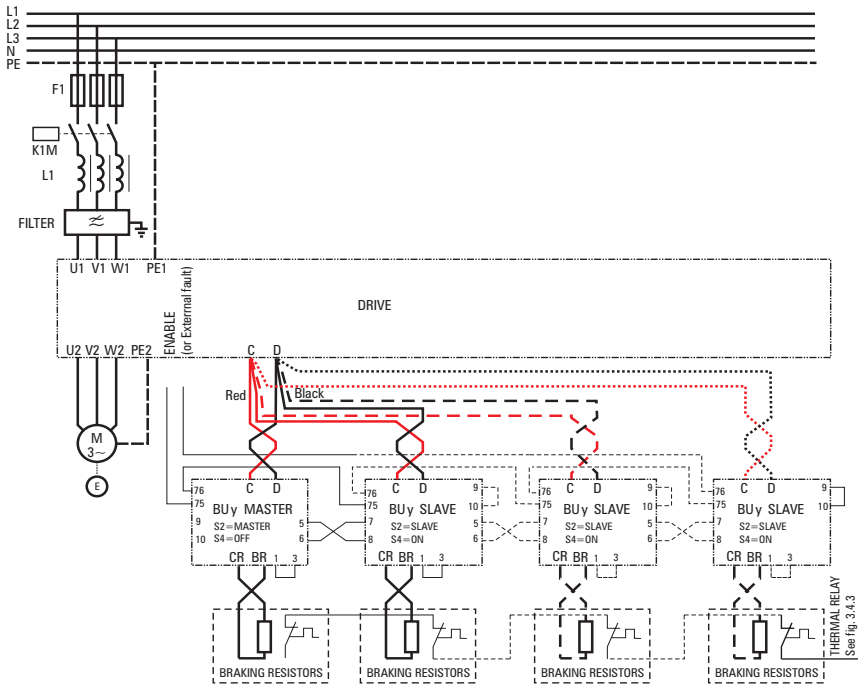 L1
L2
L3
N
PE
F1
K1M
L1
FILTER
U1 V1 W1 PE1
ENABLE
(or Exterrnal fault)
DRIVE
U2 V2 W2 PE2
C D
Red
Black
M
3~
E
76
75
9
10
C D
BUy MASTER
S2=MASTER
S4=OFF
5
6
CR BR 1 3
76
75
7
8
C D
BUy SLAVE
S2=SLAVE
S4=ON
9
10
5
6
CR BR 1 3
76
75
7
8
C D
BUy SLAVE
S2=SLAVE
S4=ON
9
10
5
6
CR BR 1 3
76
75
7
8
C D
BUy SLAVE
S2=SLAVE
S4=ON
9
10
CR BR 1 3
BRAKING RESISTORS
BRAKING RESISTORS
BRAKING RESISTORS
BRAKING RESISTORS
THERMAL RELAY
See fig. 3.4.3